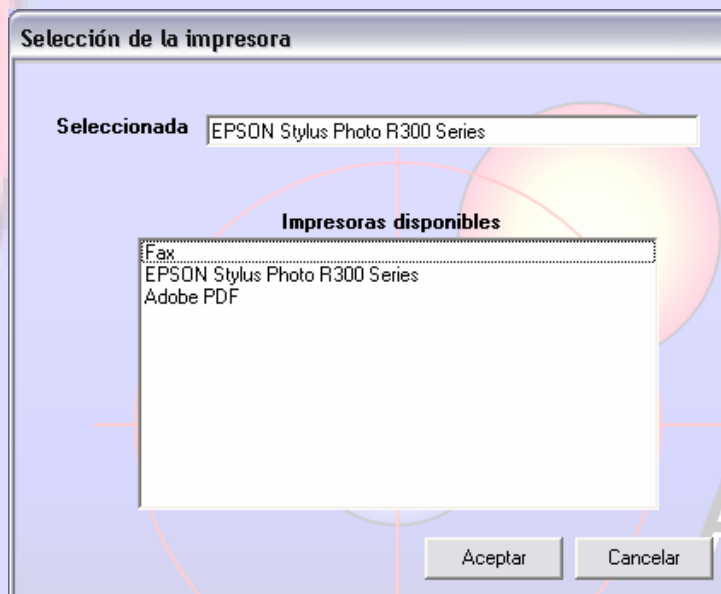 Selección de la impresora
Seleccionada EPSON Stylus Photo R300 Series
Impresoras disponibles
Fax
EPSON Stylus Photo R300 Series
Adobe PDF
Aceptar Cancelar